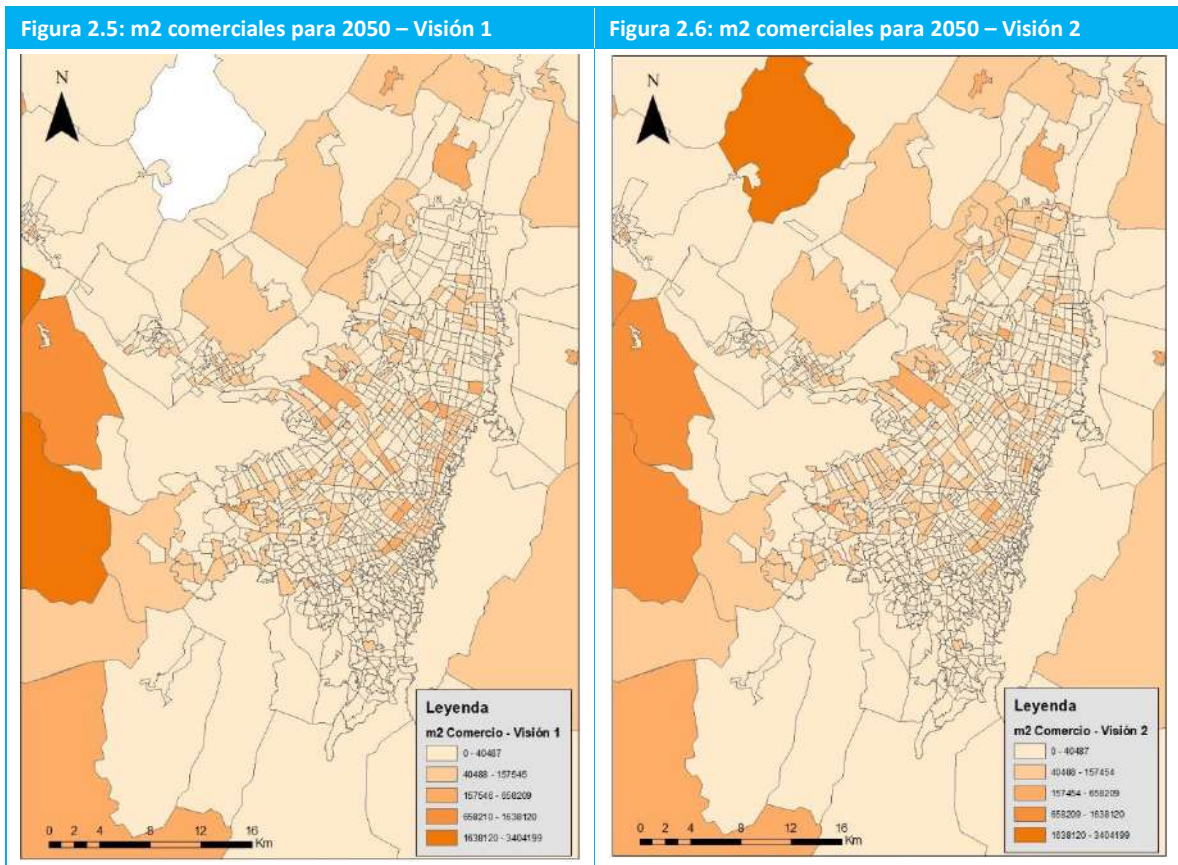 Figura 2.5: m2 comerciales para 2050 – Visión 1
N
Leyenda
m2 Comercio - Visión 1
0 - 40487
40488 - 157545
157546 - 658209
658210 - 1638120
1638120 - 3404199
0 2 4 8 12 16
Km
Figura 2.6: m2 comerciales para 2050 – Visión 2
N
Leyenda
m2 Comercio - Visión 2
0 - 40487
40488 - 157454
157454 - 658209
658209 - 1638120
1638120 - 3404199
0 2 4 8 12 16
Km